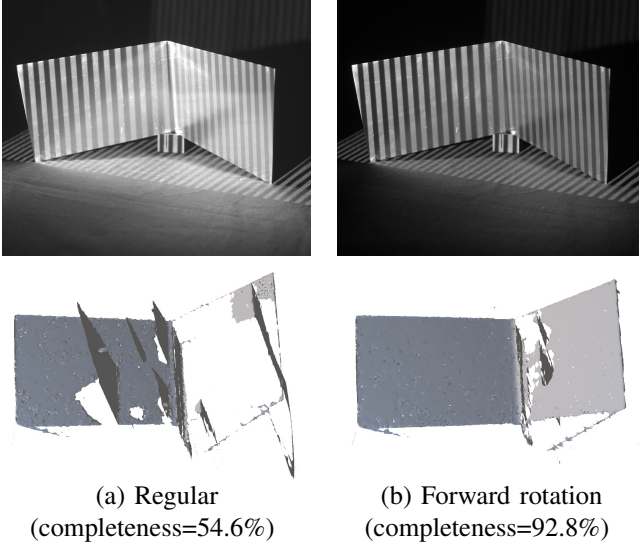 (a) Regular
(completeness=54.6%)
(b) Forward rotation
(completeness=92.8%)